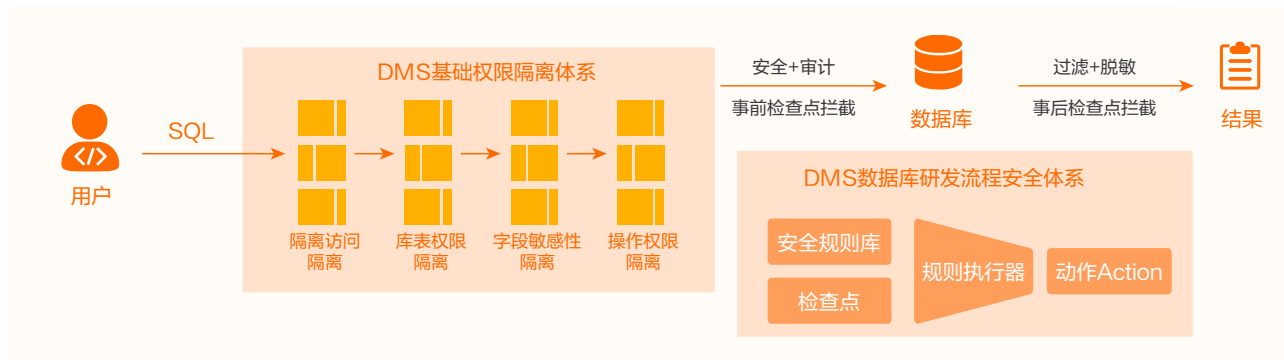 用户
SQL
DMS基础权限隔离体系
隔离访问
隔离
库表权限
隔离
字段敏感性
隔离
操作权限
隔离
安全+审计
事前检查点拦截
数据库
过滤+脱敏
事后检查点拦截
结果
DMS数据库研发流程安全体系
安全规则库
检查点
规则执行器
动作Action